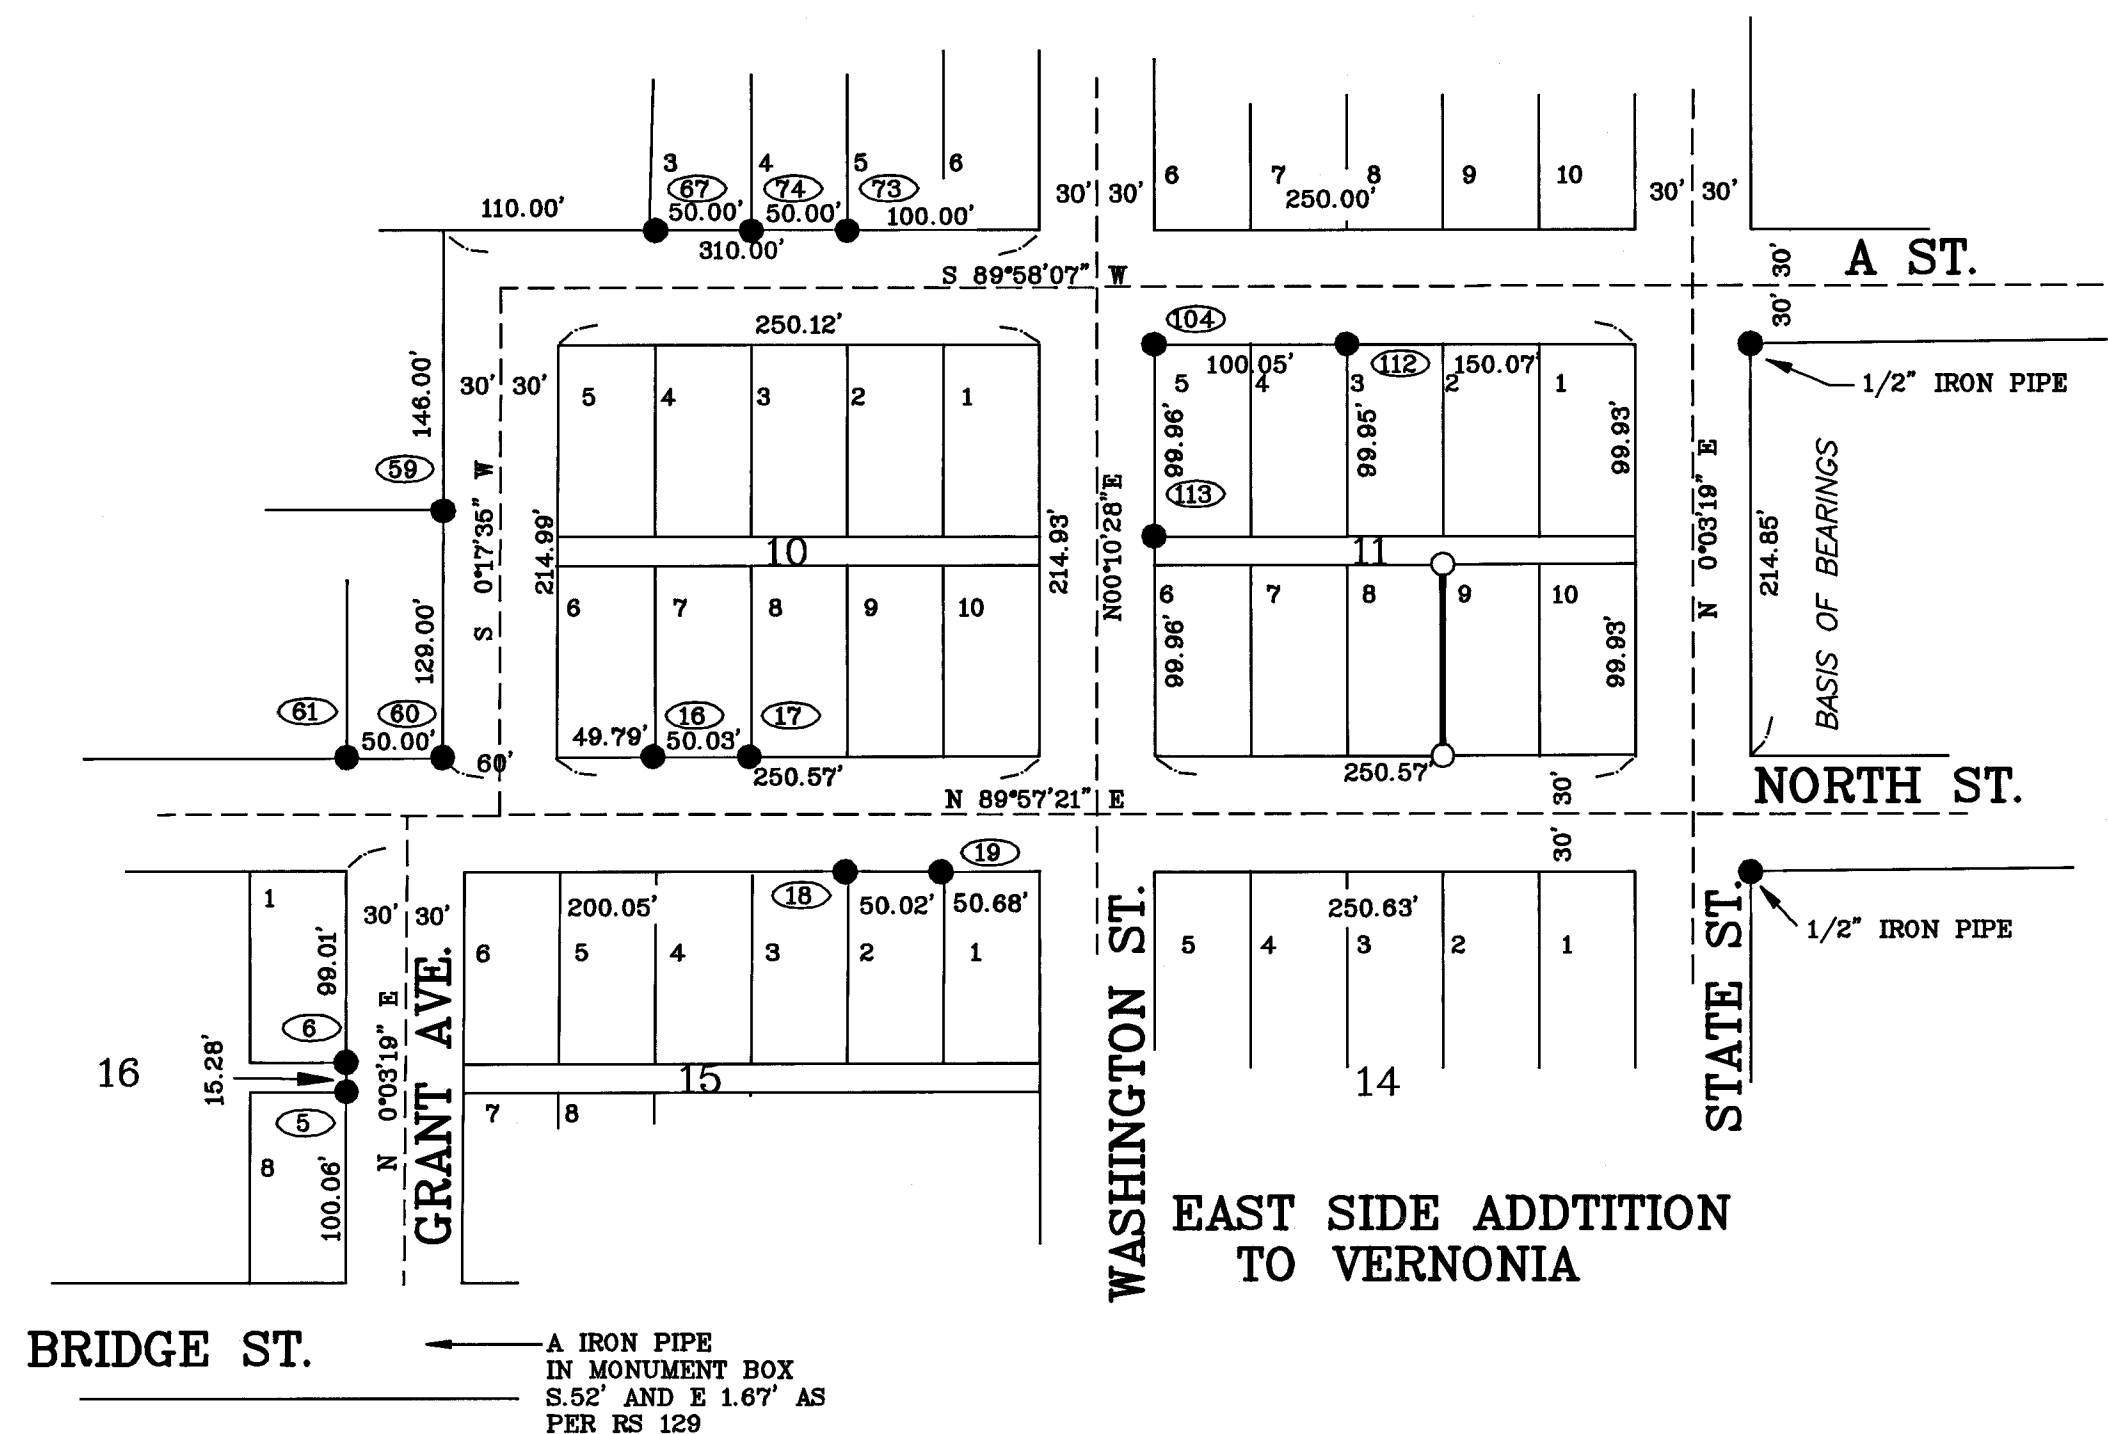 3 4 5 6
67 74 73
110.00' 50.00' 50.00' 100.00'
310.00'
30' 30'
6 7 8 9 10
250.00'
30' 30'
S 89°58'07" W
30'
30'
A ST.
250.12'
104
100.05' 112 150.07'
1/2" IRON PIPE
146.00'
30' 30'
5 4 3 2 1
5 4 3 2 1
99.96'
99.95'
99.93'
59
113
S 0°17'35" W
214.99'
10
214.93'
N00°10'28"E
11
N 0°03'19" E
214.85'
BASIS OF BEARINGS
129.00'
6 7 8 9 10
6 7 8 9 10
99.96'
99.93'
61 60
50.00'
60'
16 17
49.79' 50.03'
250.57'
250.57'
N 89°57'21" E
30'
30'
NORTH ST.
1
30' 30'
99.01'
200.05'
18
19
50.02' 50.68'
6 5 4 3 2 1
250.63'
5 4 3 2 1
1/2" IRON PIPE
6
16
15.28'
N 0°03'19" E
GRANT AVE.
15
14
5
7 8
8
100.06'
WASHINGTON ST.
STATE ST.
EAST SIDE ADDTITION
TO VERNONIA
BRIDGE ST.
A IRON PIPE
IN MONUMENT BOX
S.52' AND E 1.67' AS
PER RS 129